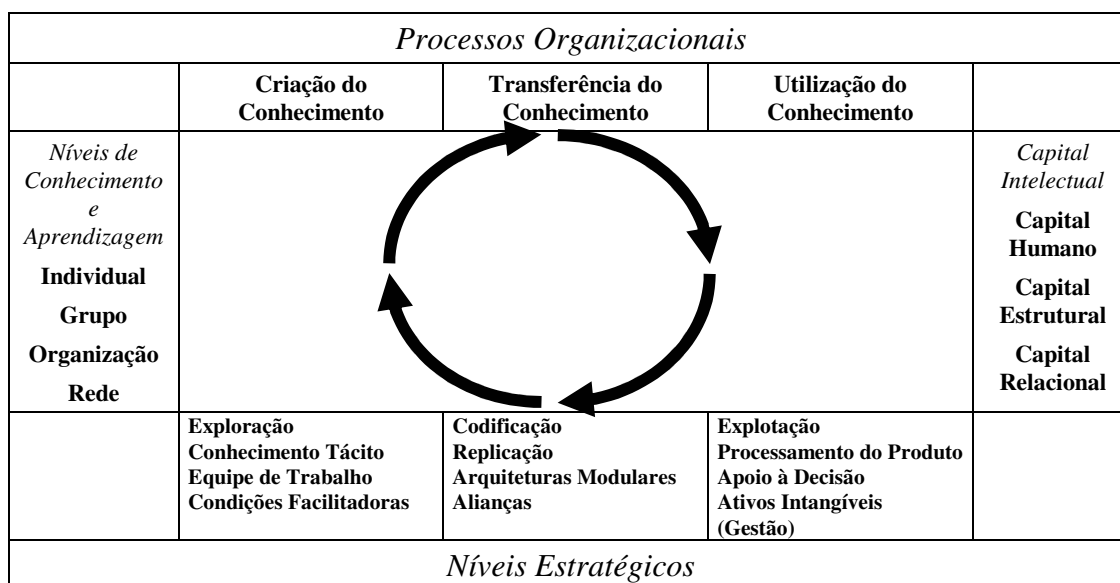 Processos Organizacionais
Criação do
Conhecimento
Transferência do
Conhecimento
Utilização do
Conhecimento
Níveis de
Conhecimento
e
Aprendizagem
Individual
Grupo
Organização
Rede
Capital
Intelectual
Capital
Humano
Capital
Estrutural
Capital
Relacional
Exploração
Conhecimento Tácito
Equipe de Trabalho
Condições Facilitadoras
Codificação
Replicação
Arquiteturas Modulares
Alianças
Explotação
Processamento do Produto
Apoio à Decisão
Ativos Intangíveis
(Gestão)
Níveis Estratégicos